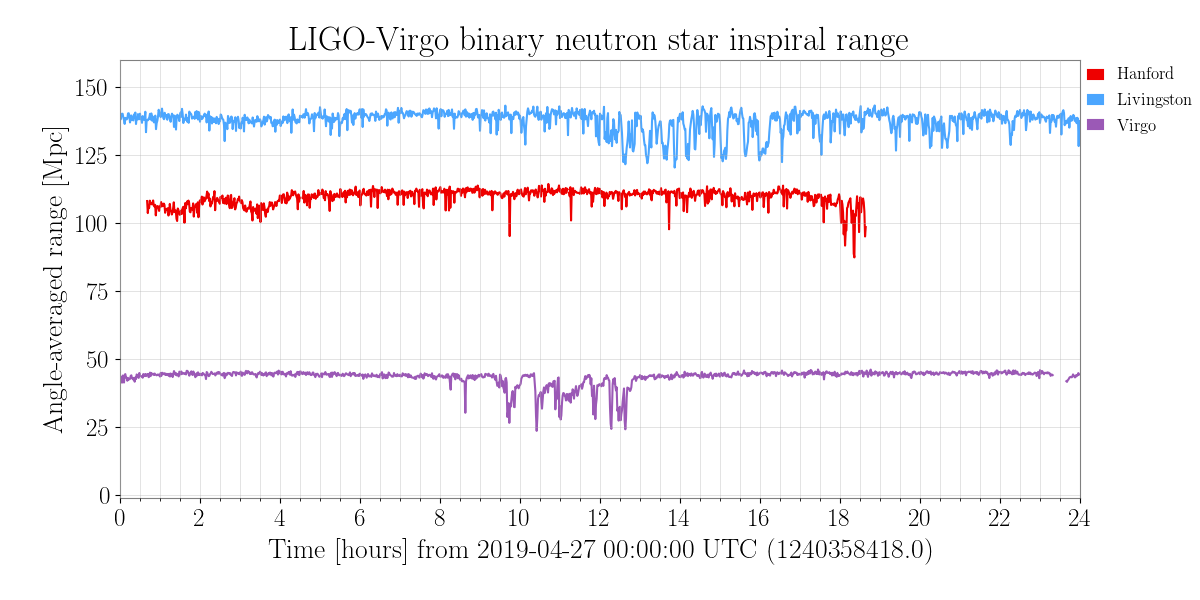 LIGO-Virgo binary neutron star inspiral range
Hanford
Livingston
Virgo
Angle-averaged range [Mpc]
150
125
100
75
50
25
0
0 2 4 6 8 10 12 14 16 18 20 22 24
Time [hours] from 2019-04-27 00:00:00 UTC (1240358418.0)